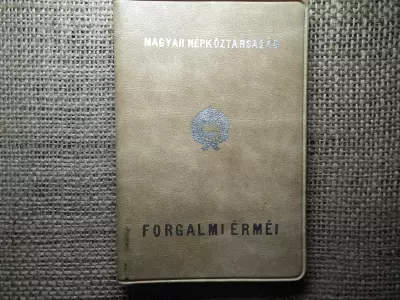 MAGYAR NÉPKÖZTÁRSASÁG
FORGALMI ÉRMÉI